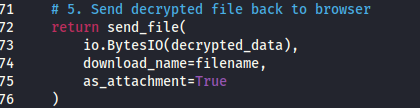 71 # 5. Send decrypted file back to browser
72 return send_file(
73 io.BytesIO(decrypted_data),
74 download_name=filename,
75 as_attachment=True
76 )